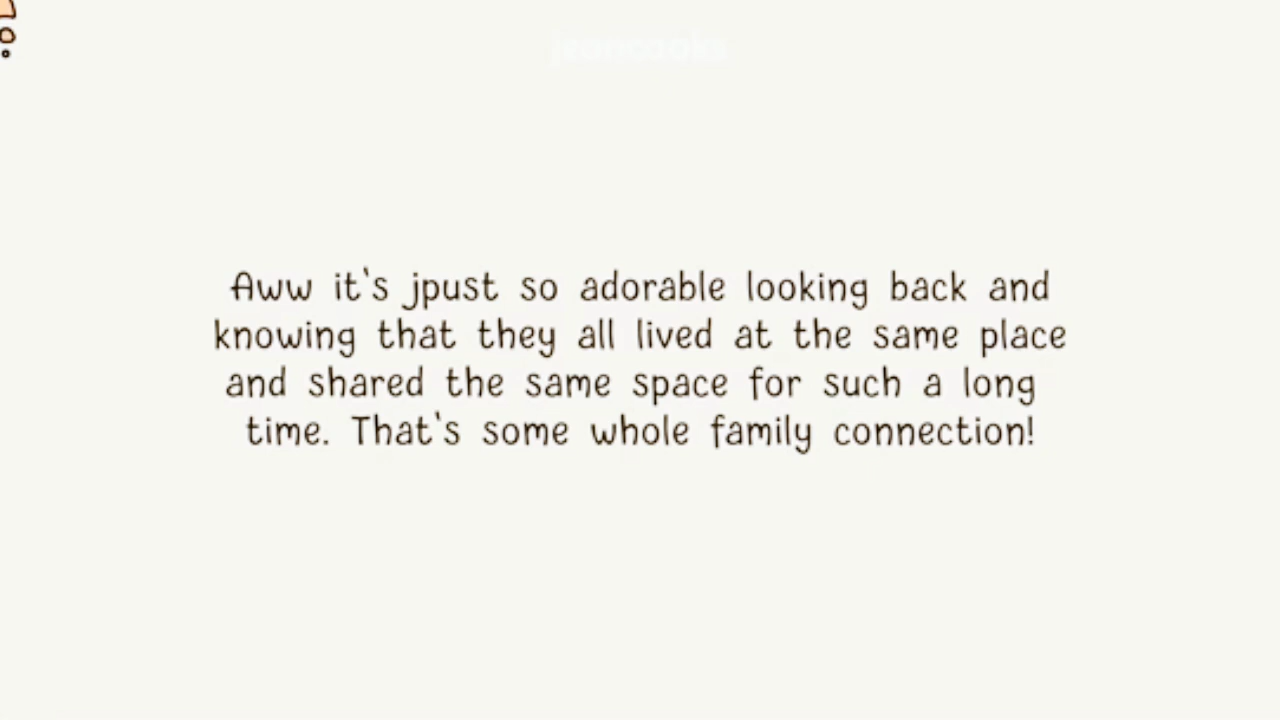 Aww it's jpust so adorable looking back and
knowing that they all lived at the same place
and shared the same space for such a long
time. That's some whole family connection!